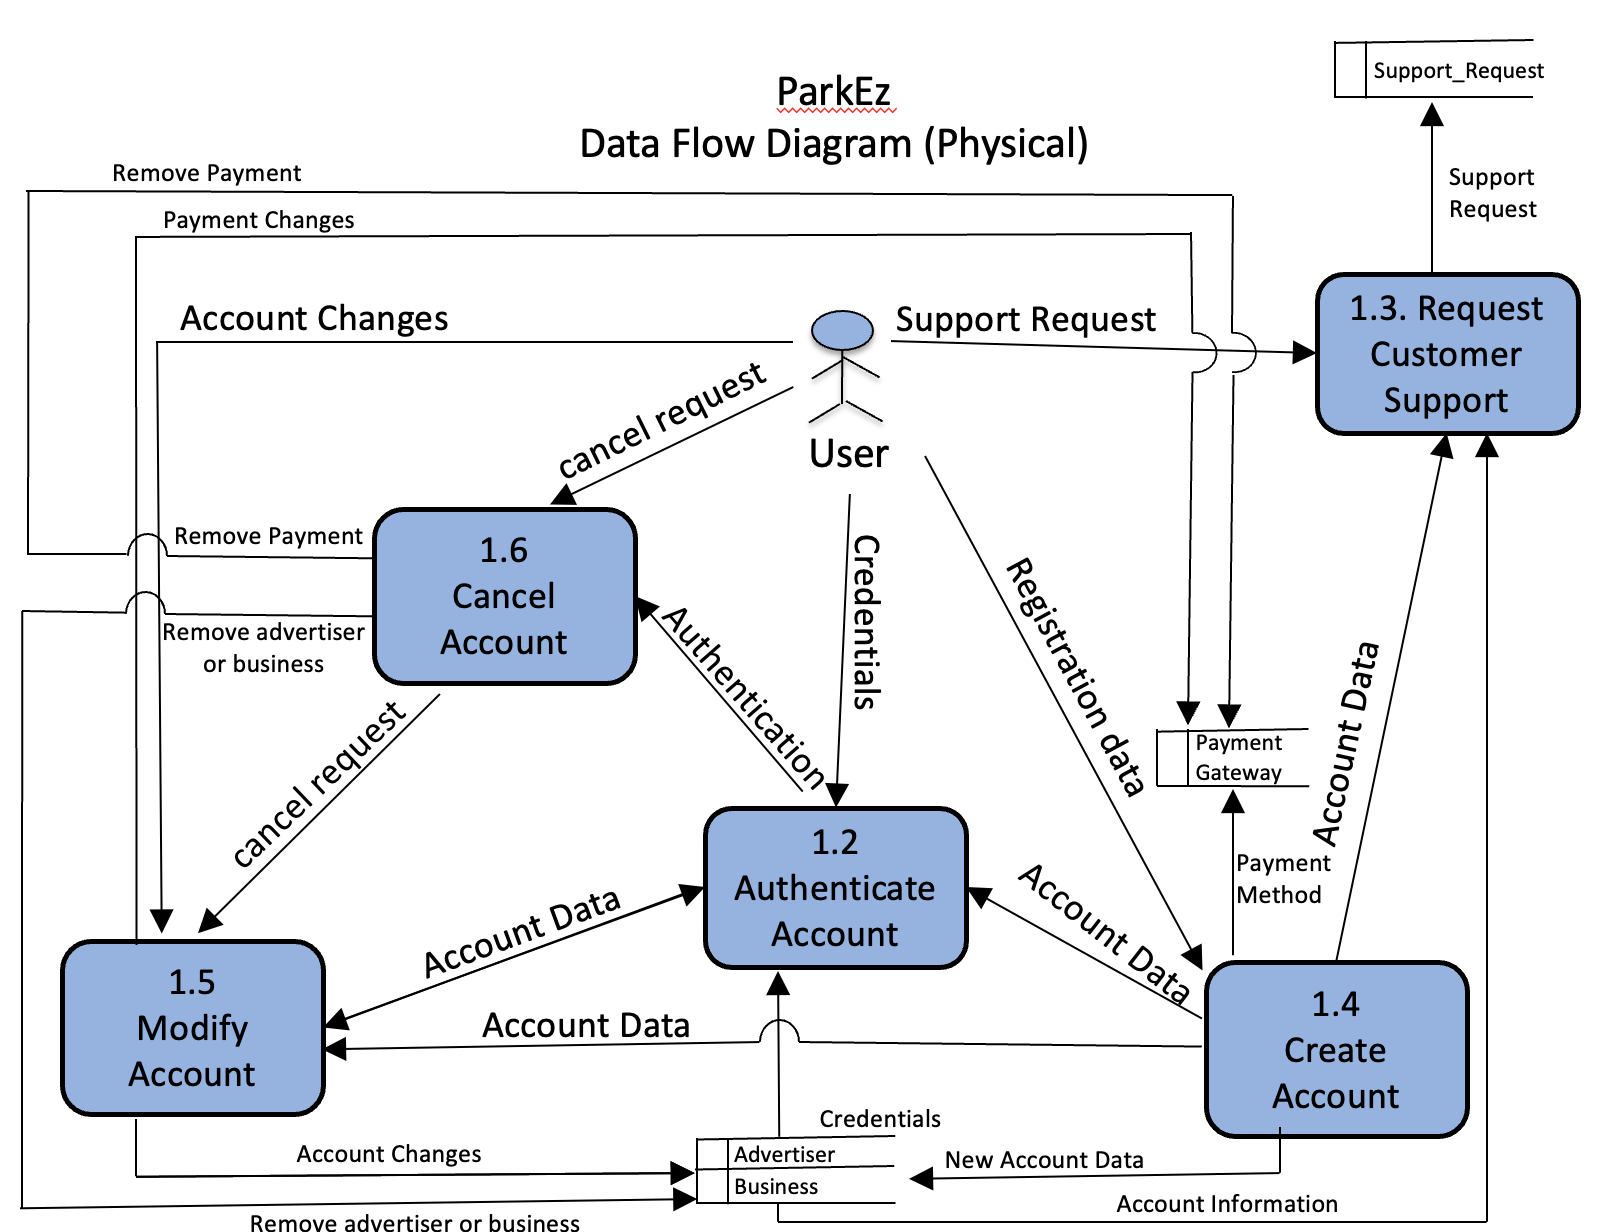 Support_Request
ParkEz
Data Flow Diagram (Physical)
Remove Payment
Support
Request
Payment Changes
Account Changes
Support Request
1.3. Request
Customer
Support
cancel request
User
Remove Payment
1.6
Cancel
Account
Credentials
Registration data
Authentication
Remove advertiser
or business
Account Data
cancel request
Payment
Gateway
1.2
Authenticate
Account
Payment
Method
Account Data
Account Data
1.5
Modify
Account
Account Data
1.4
Create
Account
Credentials
Account Changes
Advertiser
Business
New Account Data
Account Information
Remove advertiser or business